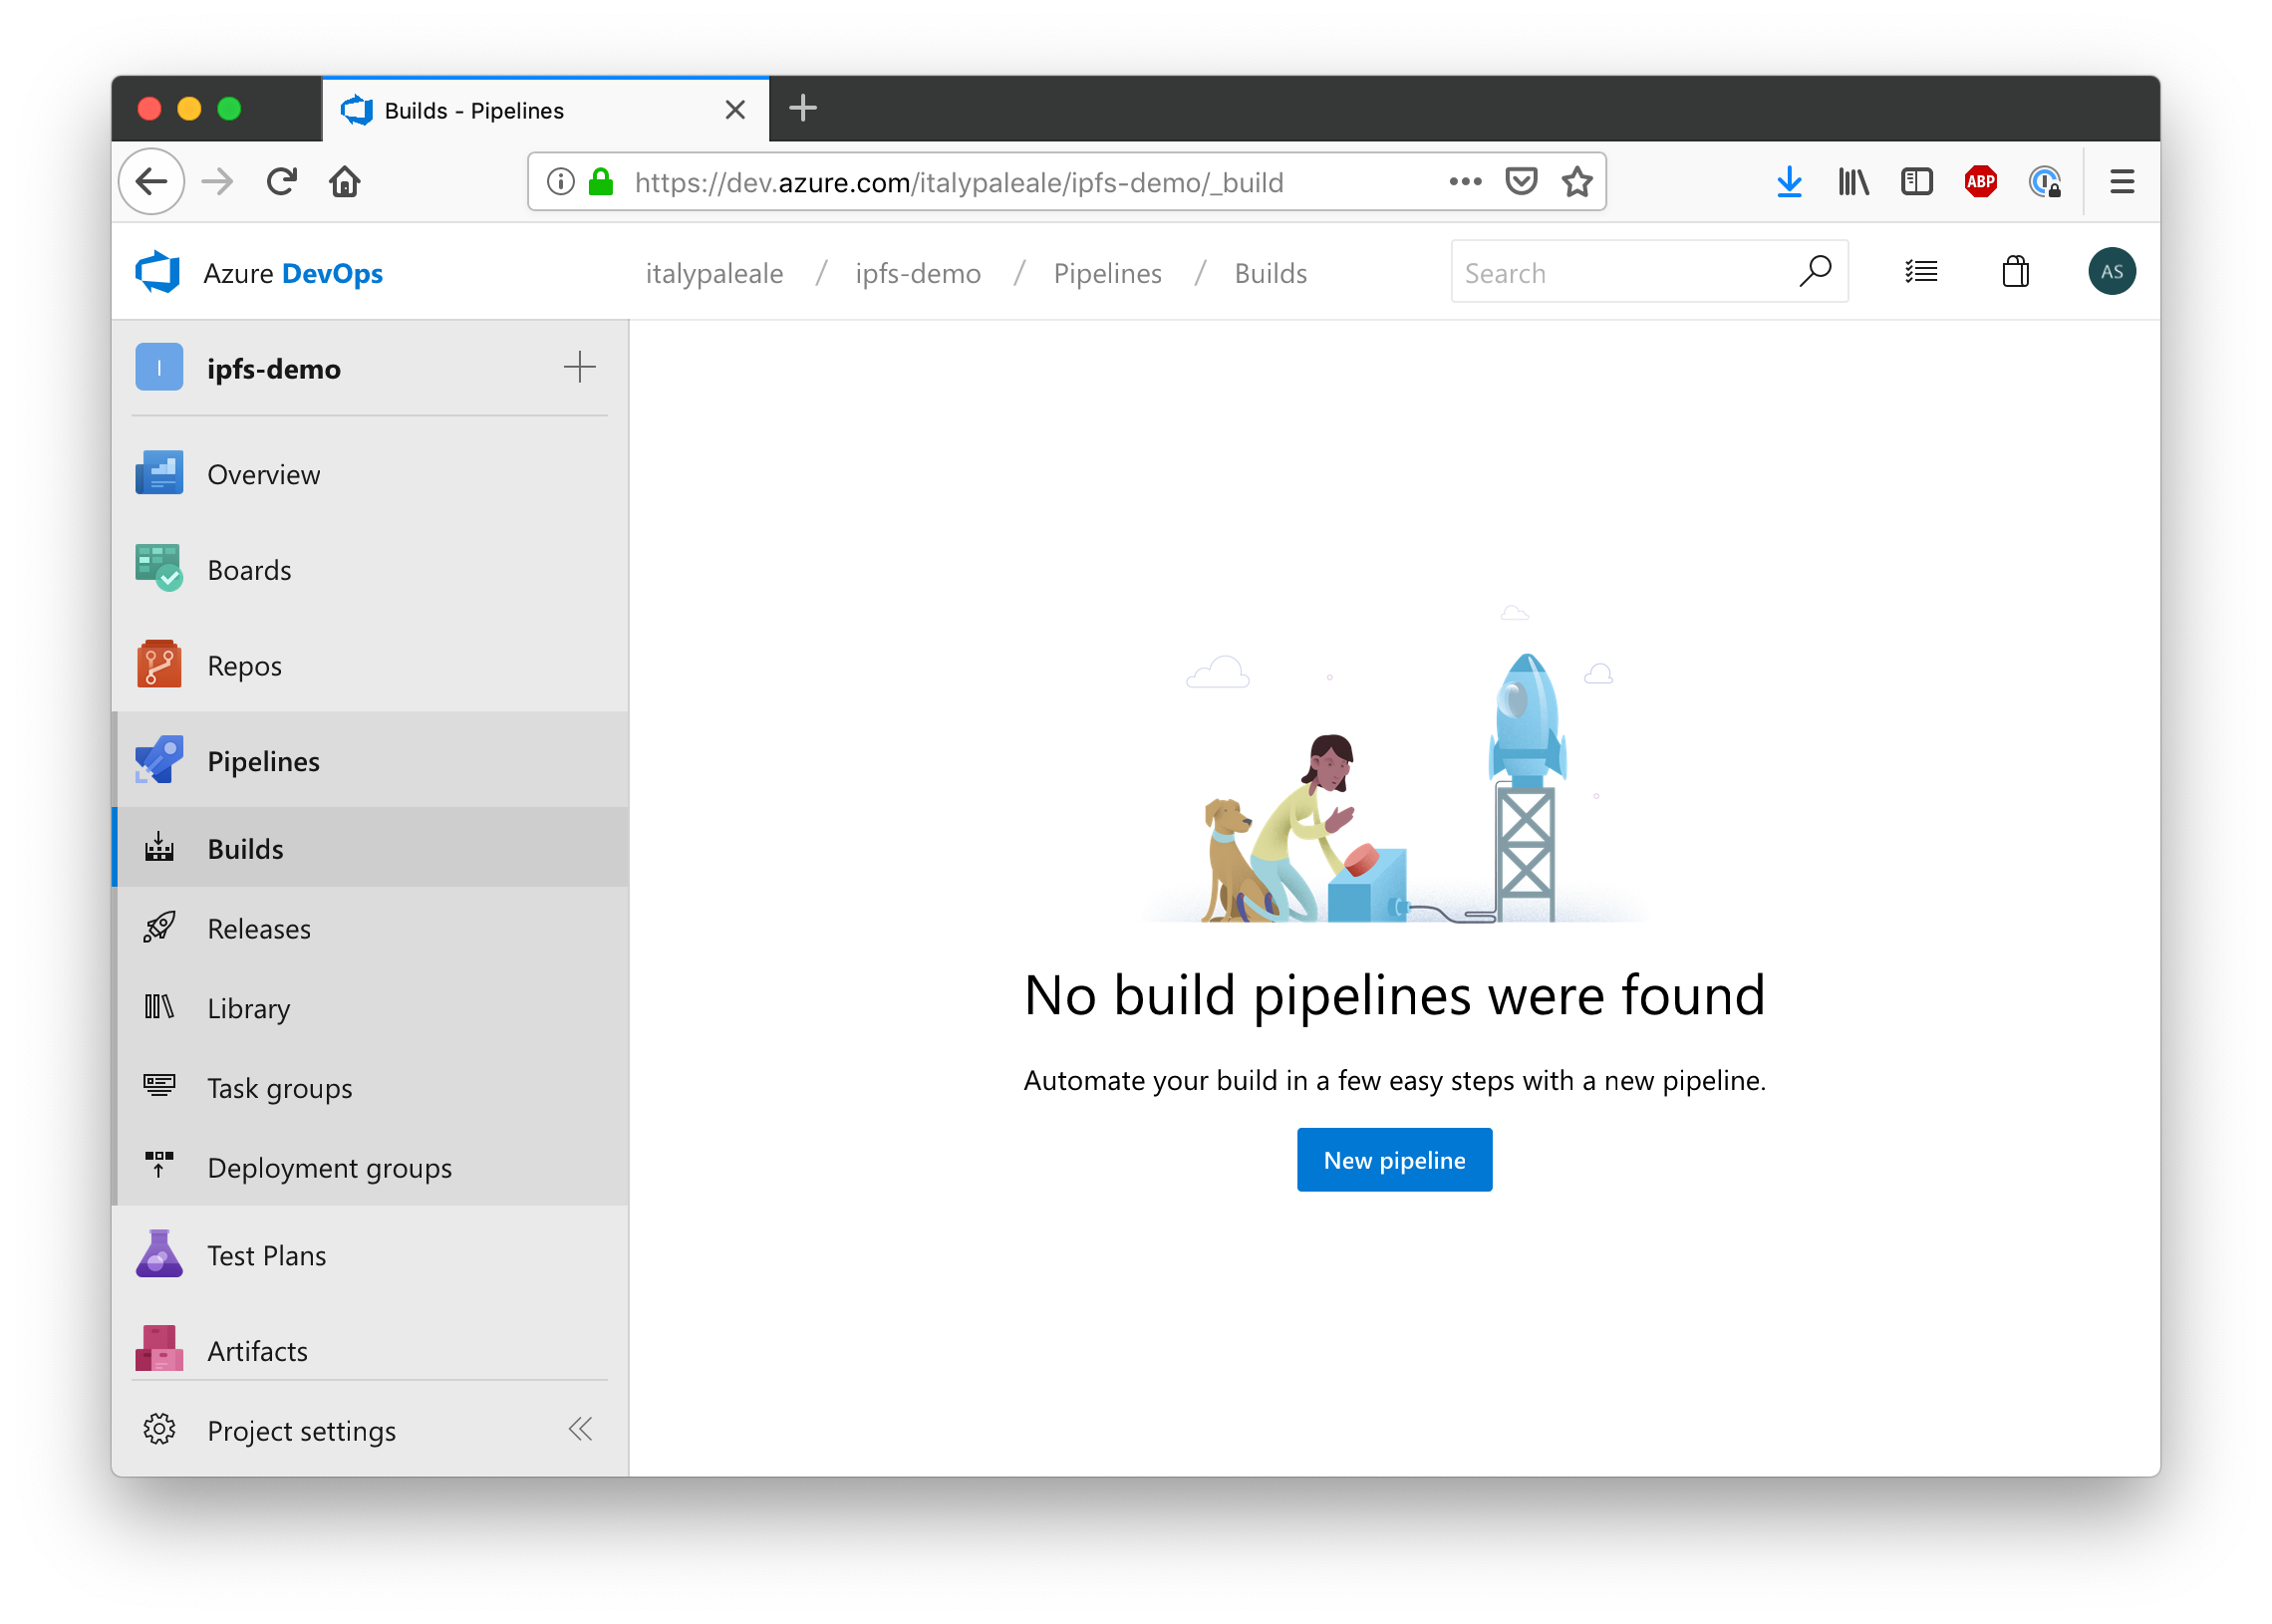 Builds - Pipelines
https://dev.azure.com/italypaleale/ipfs-demo/_build
ABP
Azure DevOps
italypaleale / ipfs-demo / Pipelines / Builds
Search
AS
I
ipfs-demo
Overview
Boards
Repos
Pipelines
Builds
Releases
Library
Task groups
Deployment groups
Test Plans
Artifacts
Project settings
No build pipelines were found
Automate your build in a few easy steps with a new pipeline.
New pipeline